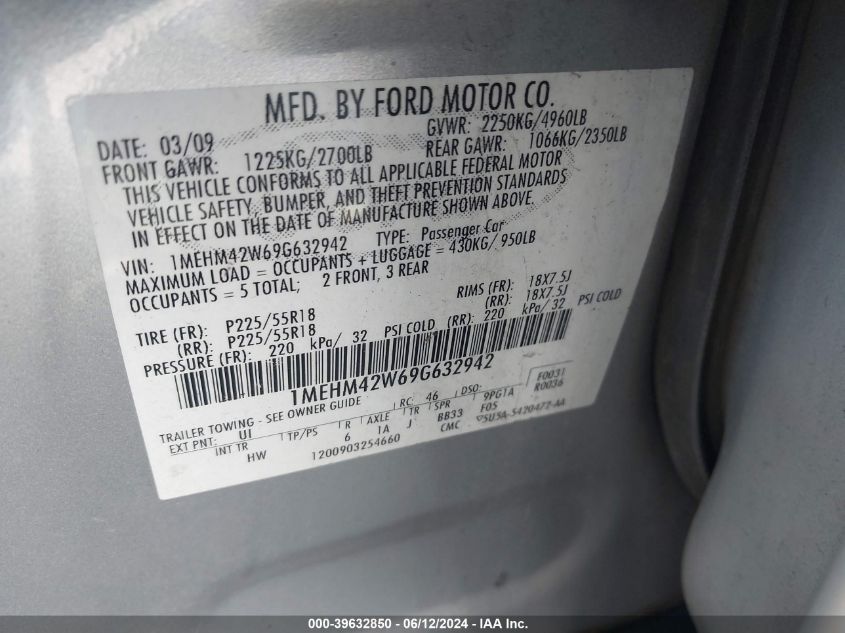 MFD. BY FORD MOTOR CO.
DATE: 03/09 GVWR: 2250KG/4960LB
FRONT GAWR: 1225KG/2700LB REAR GAWR: 1066KG/2350LB
THIS VEHICLE CONFORMS TO ALL APPLICABLE FEDERAL MOTOR
VEHICLE SAFETY, BUMPER, AND THEFT PREVENTION STANDARDS
IN EFFECT ON THE DATE OF MANUFACTURE SHOWN ABOVE.
VIN: 1MEHM42W69G632942 TYPE: Passenger Car
MAXIMUM LOAD = OCCUPANTS + LUGGAGE = 430KG/ 950LB
OCCUPANTS = 5 TOTAL; 2 FRONT, 3 REAR
TIRE (FR): P225/55R18 RIMS (FR): 18X7.5J
(RR): P225/55R18 (RR): 18X7.5J
PRESSURE (FR): 220 kPa/ 32 PSI COLD (RR): 220 kPa/ 32 PSI COLD
1MEHM42W69G632942
TRAILER TOWING - SEE OWNER GUIDE RC: 46 DSO: F0031
EXT PNT: UI TP/PS R AXLE TR SPR 9PGTA R0036
INT TR 6 1A J BB33 F05
HW 1200903254660 CMC 5U5A-5420472-AA
000-39632850 - 06/12/2024 - IAA Inc.